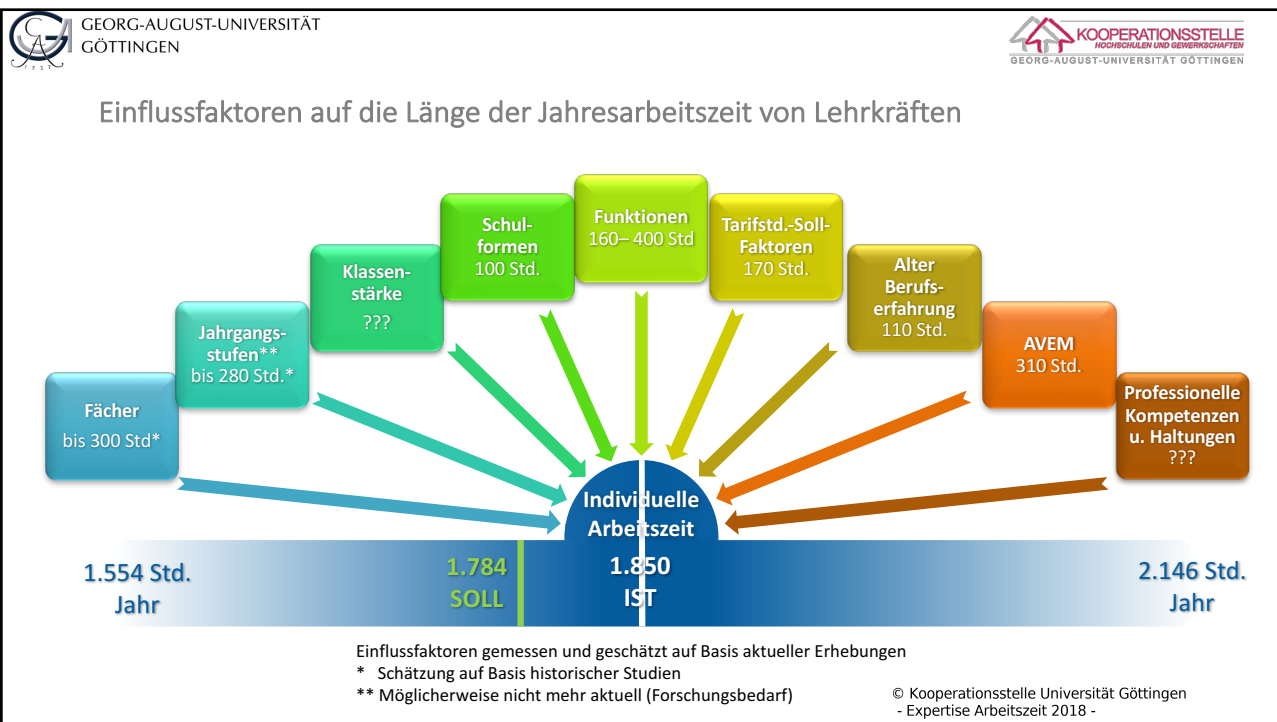 GEORG-AUGUST-UNIVERSITÄT
GÖTTINGEN
KOOPERATIONSSTELLE
HOCHSCHULEN UND GEWERKSCHAFTEN
GEORG-AUGUST-UNIVERSITÄT GÖTTINGEN
Einflussfaktoren auf die Länge der Jahresarbeitszeit von Lehrkräften
Fächer
bis 300 Std*
Jahrgangs-
stufen**
bis 280 Std.*
Klassen-
stärke
???
Schul-
formen
100 Std.
Funktionen
160– 400 Std
Tarifstd.-Soll-
Faktoren
170 Std.
Alter
Berufs-
erfahrung
110 Std.
AVEM
310 Std.
Professionelle
Kompetenzen
u. Haltungen
???
Individuelle
Arbeitszeit
1.554 Std.
Jahr
1.784
SOLL
1.850
IST
2.146 Std.
Jahr
Einflussfaktoren gemessen und geschätzt auf Basis aktueller Erhebungen
* Schätzung auf Basis historischer Studien
** Möglicherweise nicht mehr aktuell (Forschungsbedarf)
© Kooperationsstelle Universität Göttingen
- Expertise Arbeitszeit 2018 -